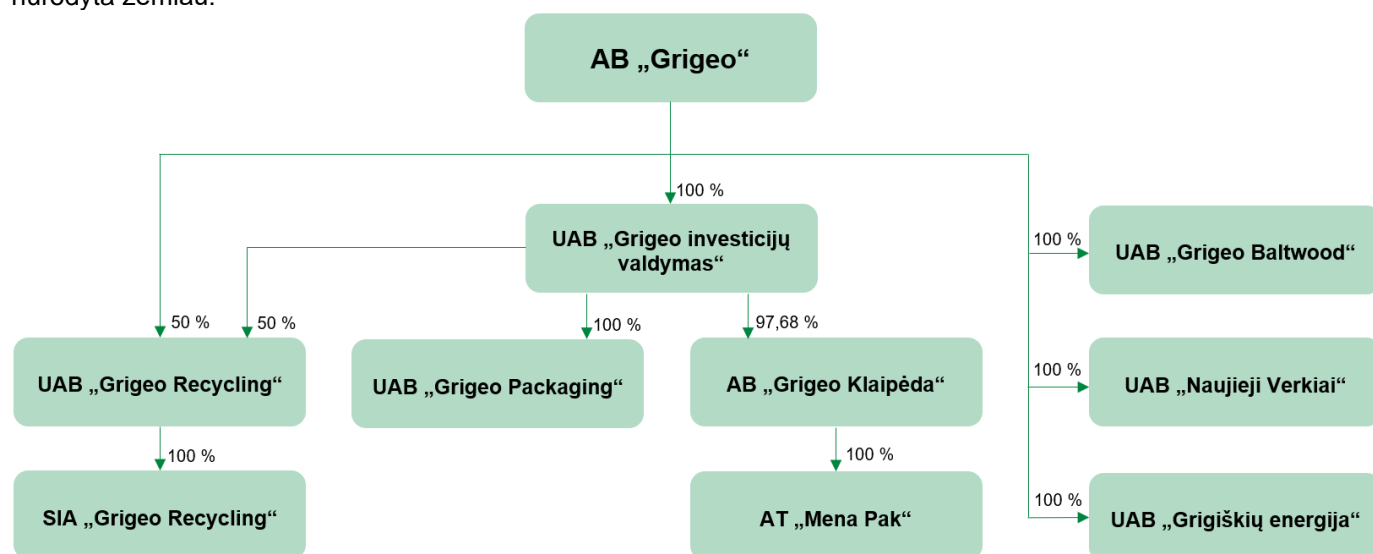 nurodyta žemiau.
AB „Grigeo“
100 %
UAB „Grigeo investicijų
valdymas“
100 %
UAB „Grigeo Baltwood“
50 %
50 %
100 %
97,68 %
UAB „Grigeo Recycling“
UAB „Grigeo Packaging“
AB „Grigeo Klaipėda“
100 %
UAB „Naujieji Verkiai“
100 %
100 %
SIA „Grigeo Recycling“
AT „Mena Pak“
100 %
UAB „Grigiškių energija“